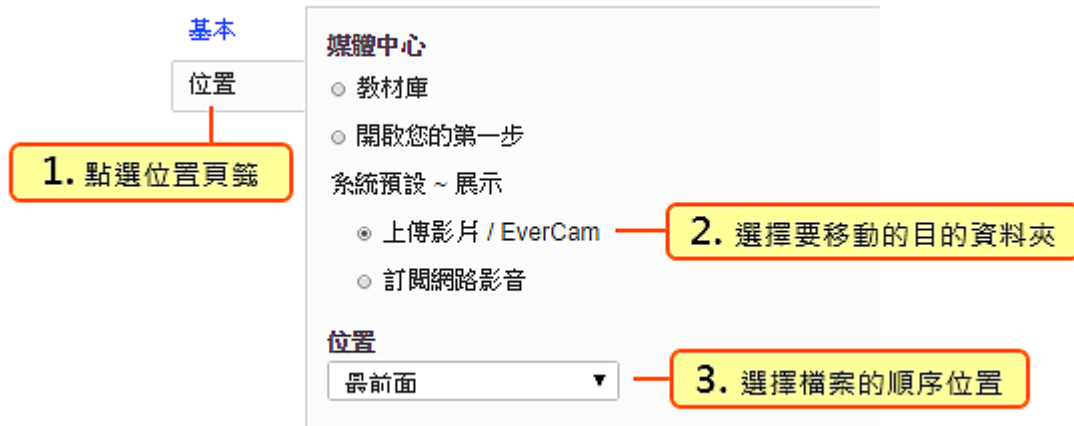 基本
位置
1. 點選位置頁籤
媒體中心
教材庫
開啟您的第一步
系統預設 ~ 展示
上傳影片 / EverCam
2. 選擇要移動的目的資料夾
訂閱網路影音
位置
最前面
3. 選擇檔案的順序位置